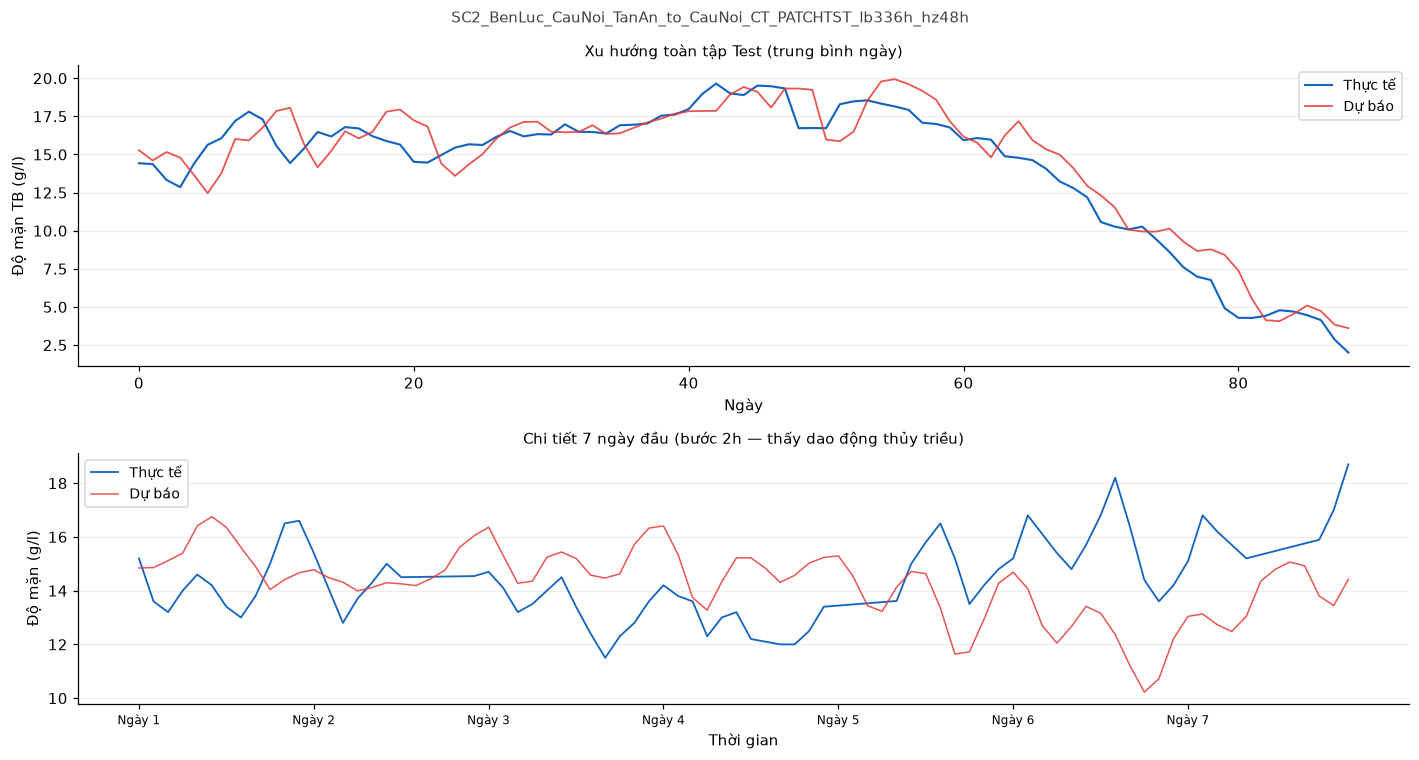 SC2_BenLuc_CauNoi_TanAn_to_CauNoi_CT_PATCHTST_lb336h_hz48h
Xu hướng toàn tập Test (trung bình ngày)
Độ mặn TB (g/l)
20.0
17.5
15.0
12.5
10.0
7.5
5.0
2.5
Thực tế
Dự báo
0 20 40 60 80
Ngày
Chi tiết 7 ngày đầu (bước 2h — thấy dao động thủy triều)
Độ mặn (g/l)
18
16
14
12
10
Thực tế
Dự báo
Ngày 1 Ngày 2 Ngày 3 Ngày 4 Ngày 5 Ngày 6 Ngày 7
Thời gian